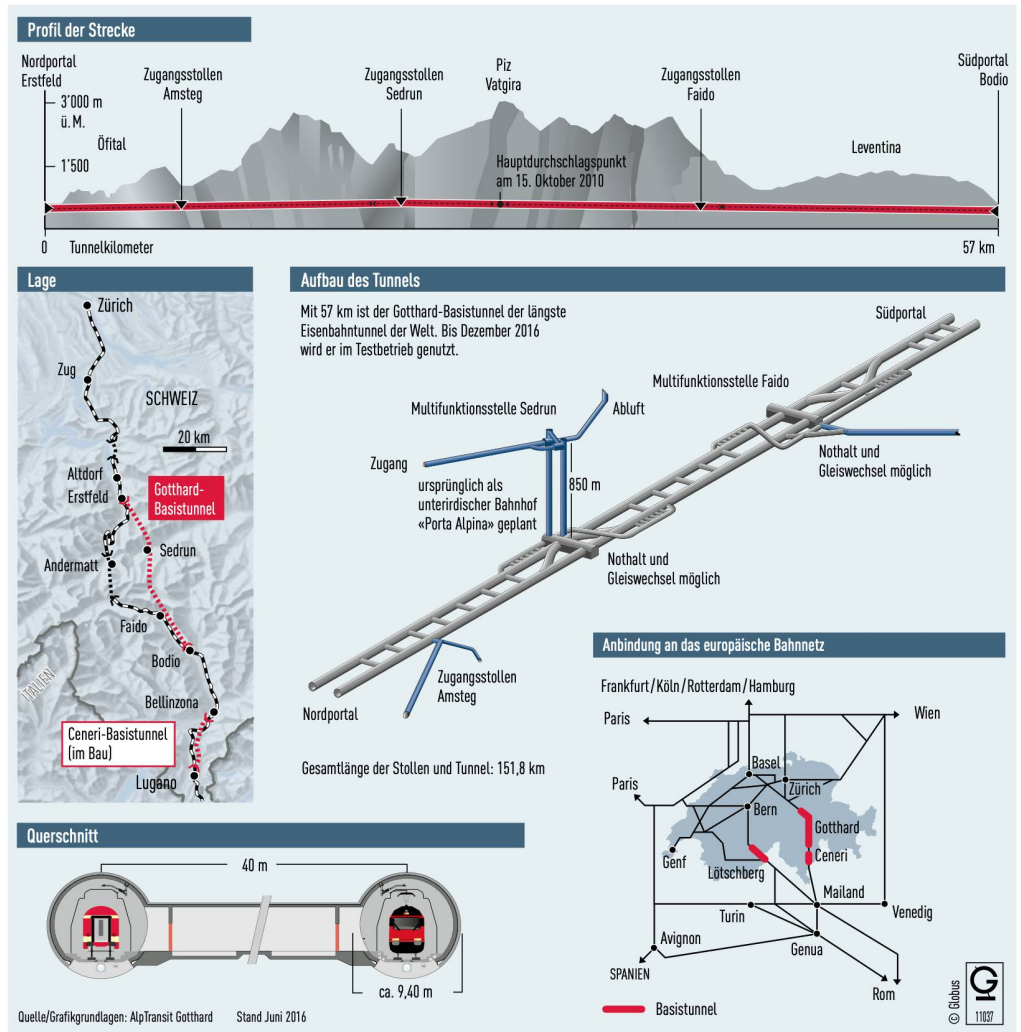 Profil der Strecke
Nordportal
Erstfeld
Zugangsstollen
Amsteg
Zugangsstollen
Sedrun
Piz
Vatgira
Zugangsstollen
Faido
Südportal
Bodio
3'000 m
ü. M.
Öfital
1'500
Hauptdurchschlagspunkt
am 15. Oktober 2010
Leventina
0
Tunnelkilometer
57 km
Lage
Zürich
Zug
SCHWEIZ
20 km
Altdorf
Erstfeld
Gotthard-
Basistunnel
Sedrun
Andermatt
Faido
Bodio
ITALIEN
Bellinzona
Ceneri-Basistunnel
(im Bau)
Lugano
Aufbau des Tunnels
Mit 57 km ist der Gotthard-Basistunnel der längste
Eisenbahntunnel der Welt. Bis Dezember 2016
wird er im Testbetrieb genutzt.
Südportal
Multifunktionsstelle Faido
Multifunktionsstelle Sedrun
Abluft
Zugang
Nothalt und
Gleiswechsel möglich
ursprünglich als
unterirdischer Bahnhof
«Porta Alpina» geplant
850 m
Nothalt und
Gleiswechsel möglich
Zugangsstollen
Amsteg
Nordportal
Gesamtlänge der Stollen und Tunnel: 151,8 km
Anbindung an das europäische Bahnnetz
Frankfurt/Köln/Rotterdam/Hamburg
Paris
Wien
Basel
Zürich
Paris
Bern
Gotthard
Genf
Ceneri
Lötschberg
Mailand
Turin
Venedig
Avignon
Genua
SPANIEN
Rom
Basistunnel
Querschnitt
40 m
ca. 9,40 m
Quelle/Grafikgrundlagen: AlpTransit Gotthard
Stand Juni 2016
© Globus
G
11037